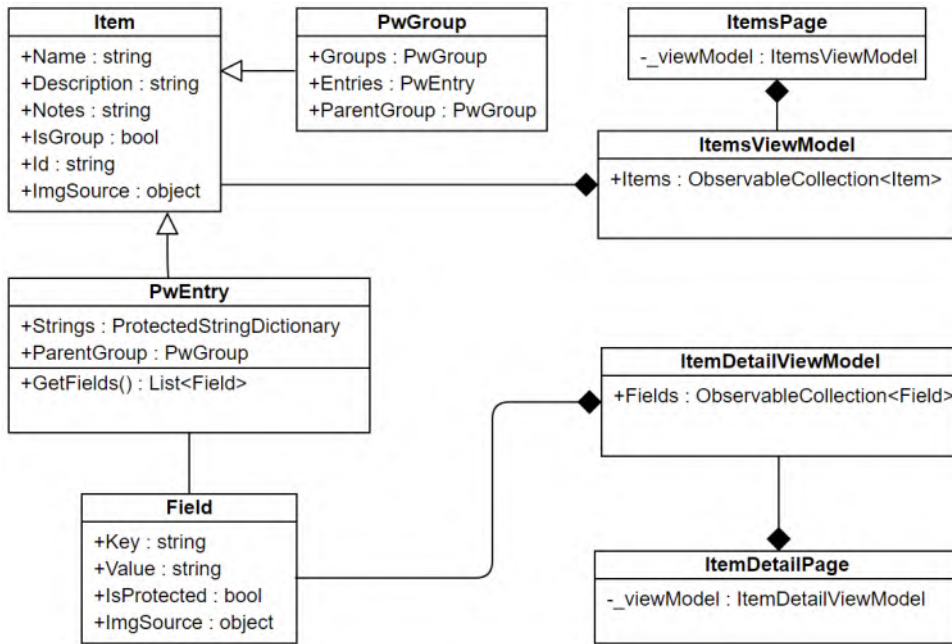 Item
+Name : string
+Description : string
+Notes : string
+IsGroup : bool
+Id : string
+ImgSource : object
PwGroup
+Groups : PwGroup
+Entries : PwEntry
+ParentGroup : PwGroup
ItemsPage
-_viewModel : ItemsViewModel
ItemsViewModel
+Items : ObservableCollection<Item>
PwEntry
+Strings : ProtectedStringDictionary
+ParentGroup : PwGroup
+GetFields() : List<Field>
ItemDetailViewModel
+Fields : ObservableCollection<Field>
Field
+Key : string
+Value : string
+IsProtected : bool
+ImgSource : object
ItemDetailPage
-_viewModel : ItemDetailViewModel